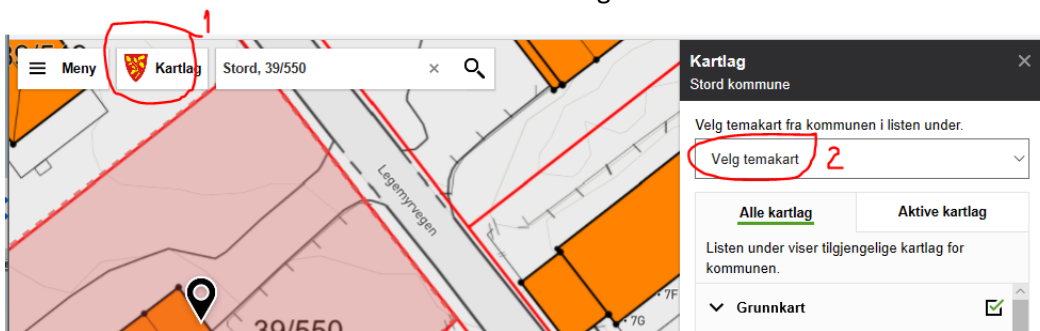 1
Meny
Kartlag
Stord, 39/550
Kartlag
Stord kommune
Velg temakart fra kommunen i listen under.
Velg temakart
2
Alle kartlag
Aktive kartlag
Listen under viser tilgjengelige kartlag for
kommunen.
Grunnkart
Legemyrvegen
39/550
7F
7G